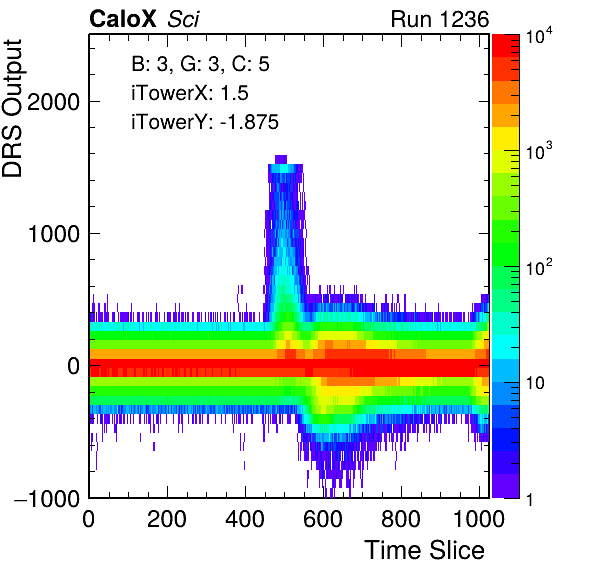 CaloX Sci Run 1236
B: 3, G: 3, C: 5
iTowerX: 1.5
iTowerY: -1.875
DRS Output
2000
1000
0
−1000
0 200 400 600 800 1000
Time Slice
10^4
10^3
10^2
10
1